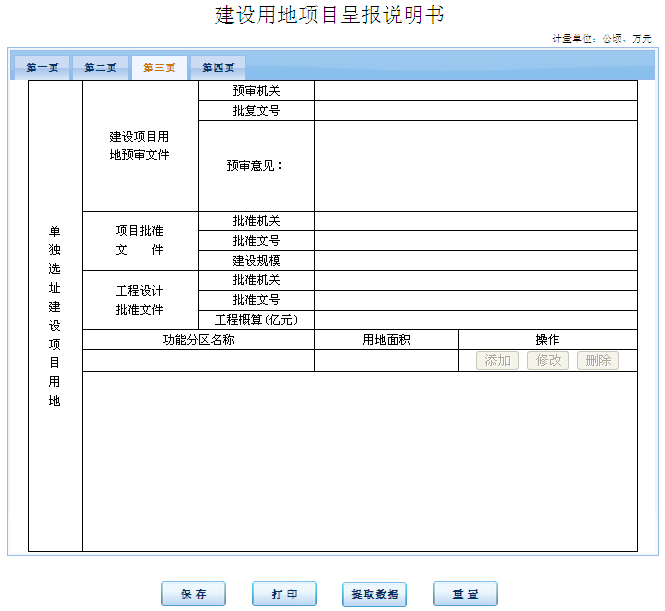 建设用地项目呈报说明书
计量单位：公顷、万元
第一页 第二页 第三页 第四页
单独选址建设项目用地
建设项目用
地预审文件
预审机关
批复文号
预审意见：
项目批准
文 件
批准机关
批准文号
建设规模
工程设计
批准文件
批准机关
批准文号
工程概算(亿元)
功能分区名称 用地面积 操作
添加 修改 删除
保存 打印 提取数据 重置